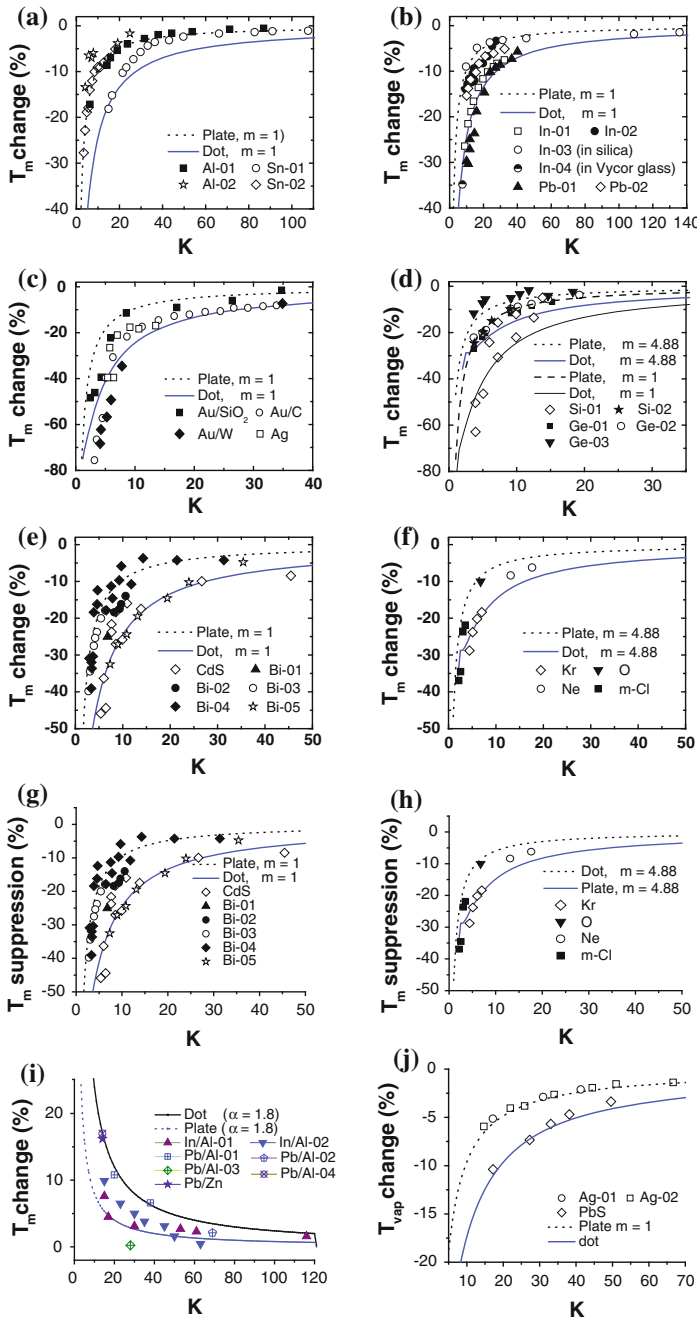 (a)
T_m change (%)
0
-10
-20
-30
-40
Plate, m = 1)
Dot, m = 1
Al-01 Sn-01
Al-02 Sn-02
0 20 40 60 80 100
K
(b)
T_m change (%)
0
-10
-20
-30
-40
Plate, m = 1
Dot, m = 1
In-01 In-02
In-03 (in silica)
In-04 (in Vycor glass)
Pb-01 Pb-02
0 20 40 60 80 100 120 140
K
(c)
T_m change (%)
0
-20
-40
-60
-80
Plate, m = 1
Dot, m = 1
Au/SiO₂ Au/C
Au/W Ag
0 10 20 30 40
K
(d)
T_m change (%)
0
-20
-40
-60
-80
Plate, m = 4.88
Dot, m = 4.88
Plate, m = 1
Dot, m = 1
Si-01 Si-02
Ge-01 Ge-02
Ge-03
0 10 20 30
K
(e)
T_m change (%)
0
-10
-20
-30
-40
-50
Plate, m = 1
Dot, m = 1
CdS Bi-01
Bi-02 Bi-03
Bi-04 Bi-05
0 10 20 30 40 50
K
(f)
T_m change (%)
0
-10
-20
-30
-40
-50
Plate, m = 4.88
Dot, m = 4.88
Kr O
Ne m-Cl
0 10 20 30 40 50
K
(g)
T_m suppression (%)
0
-10
-20
-30
-40
-50
Plate m = 1
Dot, m = 1
CdS
Bi-01
Bi-02
Bi-03
Bi-04
Bi-05
0 10 20 30 40 50
K
(h)
T_m suppression (%)
0
-10
-20
-30
-40
-50
Dot, m = 4.88
Plate, m = 4.88
Kr
O
Ne
m-Cl
0 10 20 30 40 50
K
(i)
T_m change (%)
20
10
0
Dot (α = 1.8)
Plate (α = 1.8)
In/Al-01 In/Al-02
Pb/Al-01 Pb/Al-02
Pb/Al-03 Pb/Al-04
Pb/Zn
0 20 40 60 80 100 120
K
(j)
T_vap change (%)
0
-5
-10
-15
-20
Ag-01 Ag-02
PbS
Plate m = 1
dot
10 20 30 40 50 60 70
K